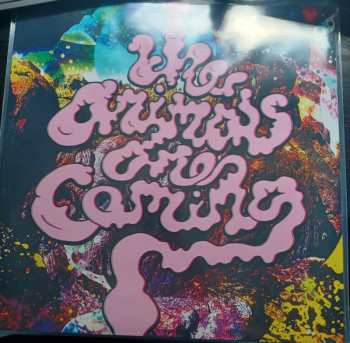 The
Animals
Are
Coming